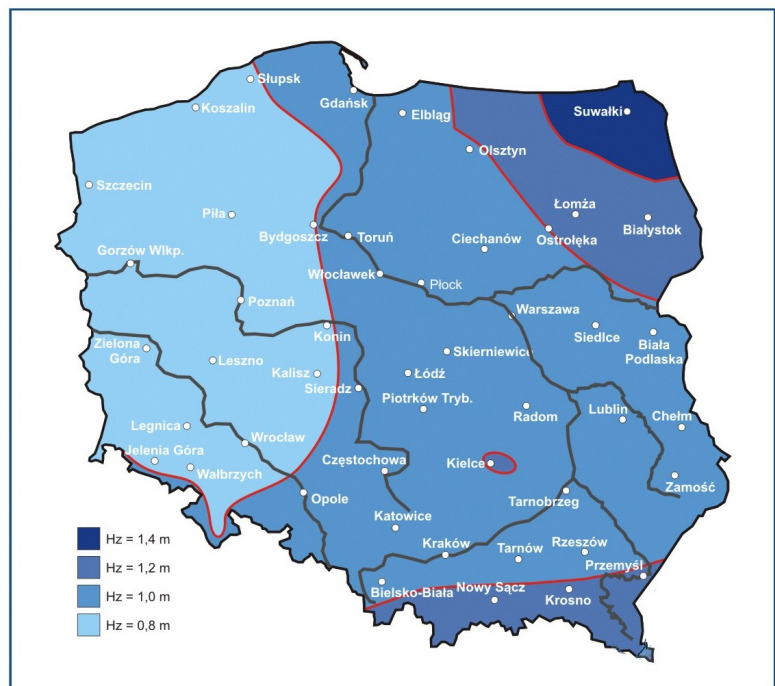 Słupsk
Koszalin
Gdańsk
Elbląg
Suwałki
Olsztyn
Szczecin
Piła
Łomża
Białystok
Bydgoszcz
Toruń
Ciechanów
Ostrołęka
Gorzów Wlkp.
Włocławek
Płock
Poznań
Warszawa
Konin
Siedlce
Biała
Podlaska
Zielona
Góra
Leszno
Skierniewice
Kalisz
Łódź
Sieradz
Piotrków Tryb.
Radom
Lublin
Chełm
Legnica
Wrocław
Jelenia Góra
Wałbrzych
Częstochowa
Kielce
Zamość
Opole
Tarnobrzeg
Katowice
Kraków
Tarnów
Rzeszów
Przemyśl
Bielsko-Biała
Nowy Sącz
Krosno
Hz = 1,4 m
Hz = 1,2 m
Hz = 1,0 m
Hz = 0,8 m